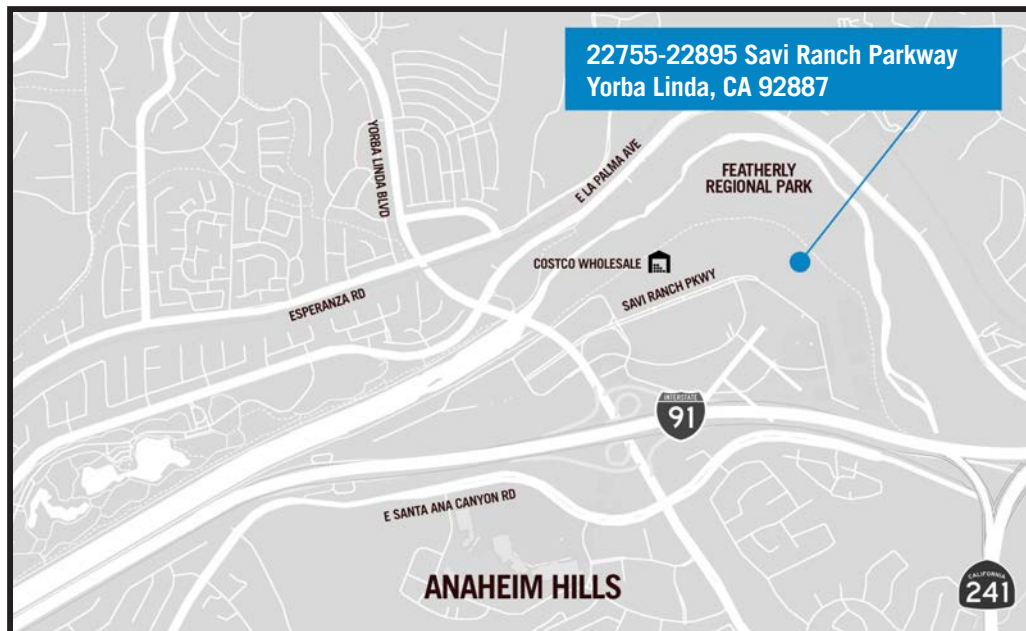 22755-22895 Savi Ranch Parkway
Yorba Linda, CA 92887
YORBA LINDA BLVD
E LA PALMA AVE
FEATHERLY
REGIONAL PARK
COSTCO WHOLESALE
SAVI RANCH PKWY
ESPERANZA RD
INTERSTATE
91
E SANTA ANA CANYON RD
ANAHEIM HILLS
CALIFORNIA
241